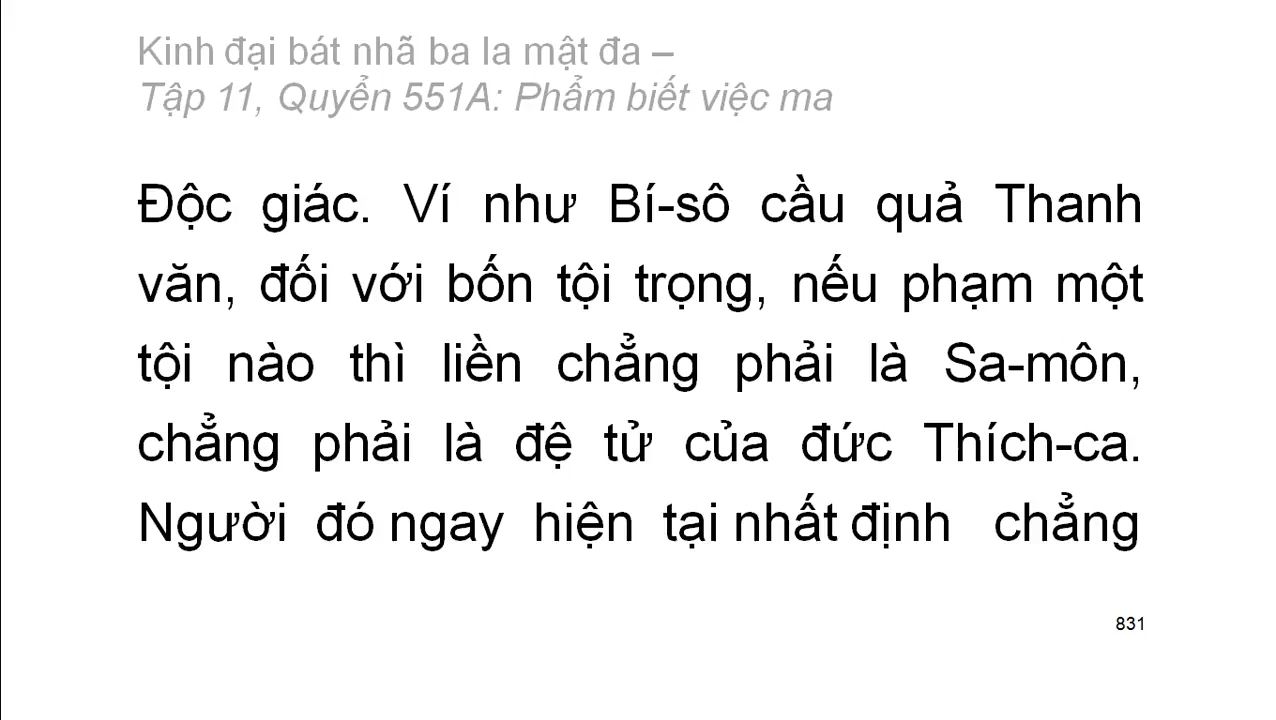 Kinh đại bát nhã ba la mật đa –
Tập 11, Quyển 551A: Phẩm biết việc ma
Độc giác. Ví như Bí-sô cầu quả Thanh
văn, đối với bốn tội trọng, nếu phạm một
tội nào thì liền chẳng phải là Sa-môn,
chẳng phải là đệ tử của đức Thích-ca.
Người đó ngay hiện tại nhất định chẳng
831